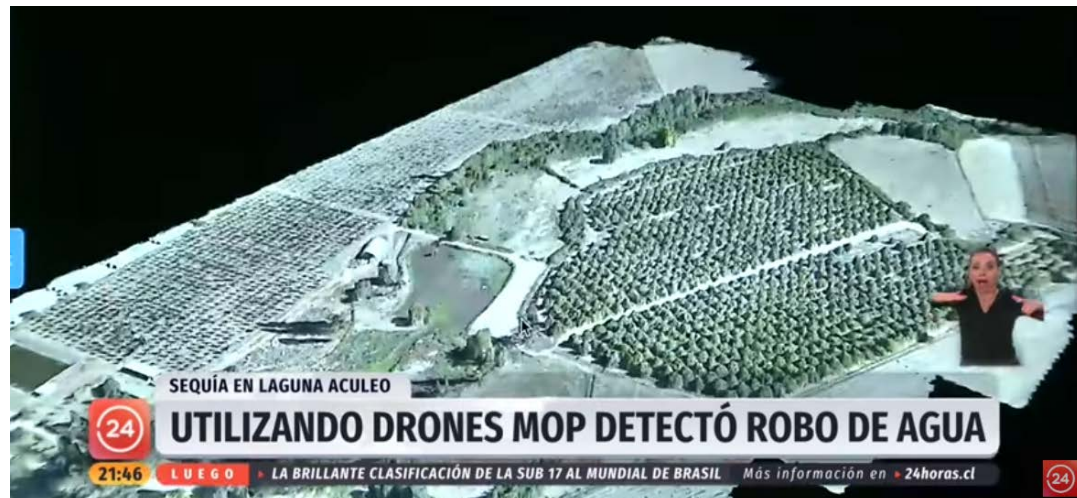 SEQUÍA EN LAGUNA ACULEO
24
UTILIZANDO DRONES MOP DETECTÓ ROBO DE AGUA
21:46 LUEGO LA BRILLANTE CLASIFICACIÓN DE LA SUB 17 AL MUNDIAL DE BRASIL Más información en 24horas.cl
24